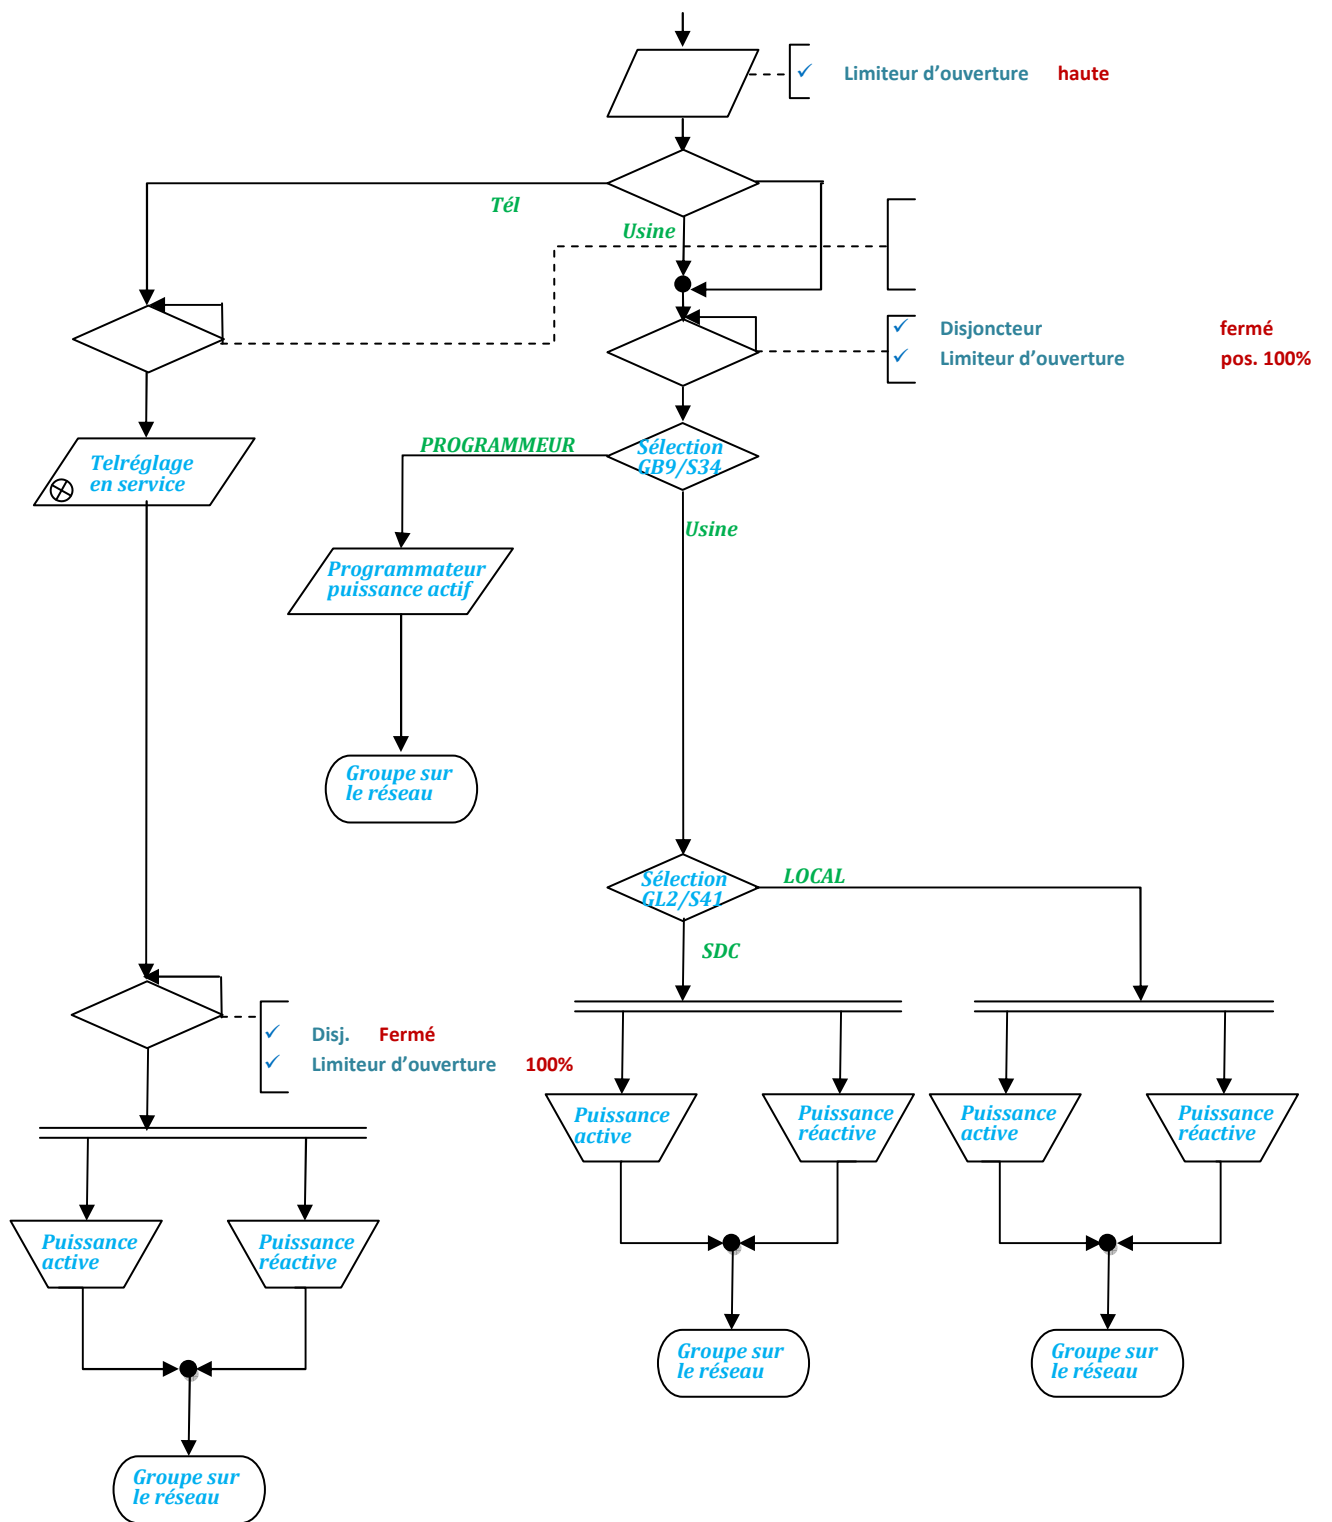 ✓ Limiteur d'ouverture haute
Tél
Usine
✓ Disjoncteur fermé
✓ Limiteur d'ouverture pos. 100%
PROGRAMMEUR
Sélection
GB9/S34
Telréglage
en service
Usine
Programmateur
puissance actif
Groupe sur
le réseau
Sélection
GL2/S41
LOCAL
SDC
✓ Disj. Fermé
✓ Limiteur d'ouverture 100%
Puissance
active
Puissance
réactive
Puissance
active
Puissance
réactive
Puissance
active
Puissance
réactive
Groupe sur
le réseau
Groupe sur
le réseau
Groupe sur
le réseau